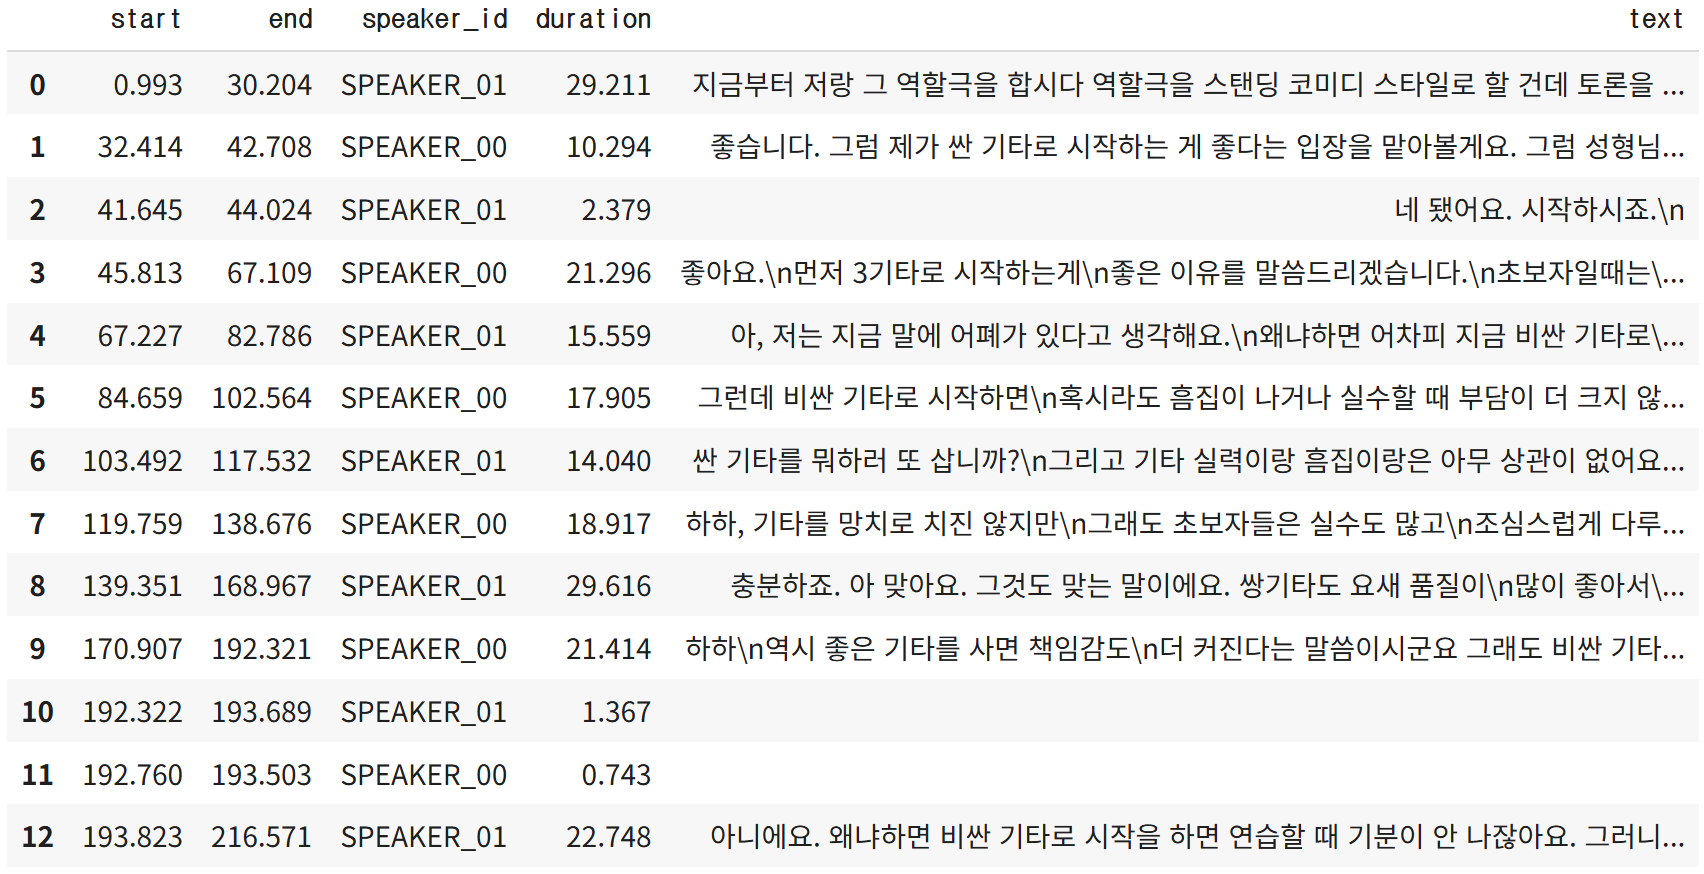 start end speaker_id duration text
0 0.993 30.204 SPEAKER_01 29.211 지금부터 저랑 그 역할극을 합시다 역할극을 스탠딩 코미디 스타일로 할 건데 토론을 ...
1 32.414 42.708 SPEAKER_00 10.294 좋습니다. 그럼 제가 싼 기타로 시작하는 게 좋다는 입장을 맡아볼게요. 그럼 성형님...
2 41.645 44.024 SPEAKER_01 2.379 네 됐어요. 시작하시죠.\n
3 45.813 67.109 SPEAKER_00 21.296 좋아요.\n먼저 3기타로 시작하는게\n좋은 이유를 말씀드리겠습니다.\n초보자일때는\...
4 67.227 82.786 SPEAKER_01 15.559 아, 저는 지금 말에 어폐가 있다고 생각해요.\n왜냐하면 어차피 지금 비싼 기타로\...
5 84.659 102.564 SPEAKER_00 17.905 그런데 비싼 기타로 시작하면\n혹시라도 흠집이 나거나 실수할 때 부담이 더 크지 않...
6 103.492 117.532 SPEAKER_01 14.040 싼 기타를 뭐하러 또 삽니까?\n그리고 기타 실력이랑 흠집이랑은 아무 상관이 없어요...
7 119.759 138.676 SPEAKER_00 18.917 하하, 기타를 망치로 치진 않지만\n그래도 초보자들은 실수도 많고\n조심스럽게 다루...
8 139.351 168.967 SPEAKER_01 29.616 충분하죠. 아 맞아요. 그것도 맞는 말이에요. 쌍기타도 요새 품질이\n많이 좋아서\...
9 170.907 192.321 SPEAKER_00 21.414 하하\n역시 좋은 기타를 사면 책임감도\n더 커진다는 말씀이시군요 그래도 비싼 기타...
10 192.322 193.689 SPEAKER_01 1.367
11 192.760 193.503 SPEAKER_00 0.743
12 193.823 216.571 SPEAKER_01 22.748 아니에요. 왜냐하면 비싼 기타로 시작을 하면 연습할 때 기분이 안 나잖아요. 그러니...